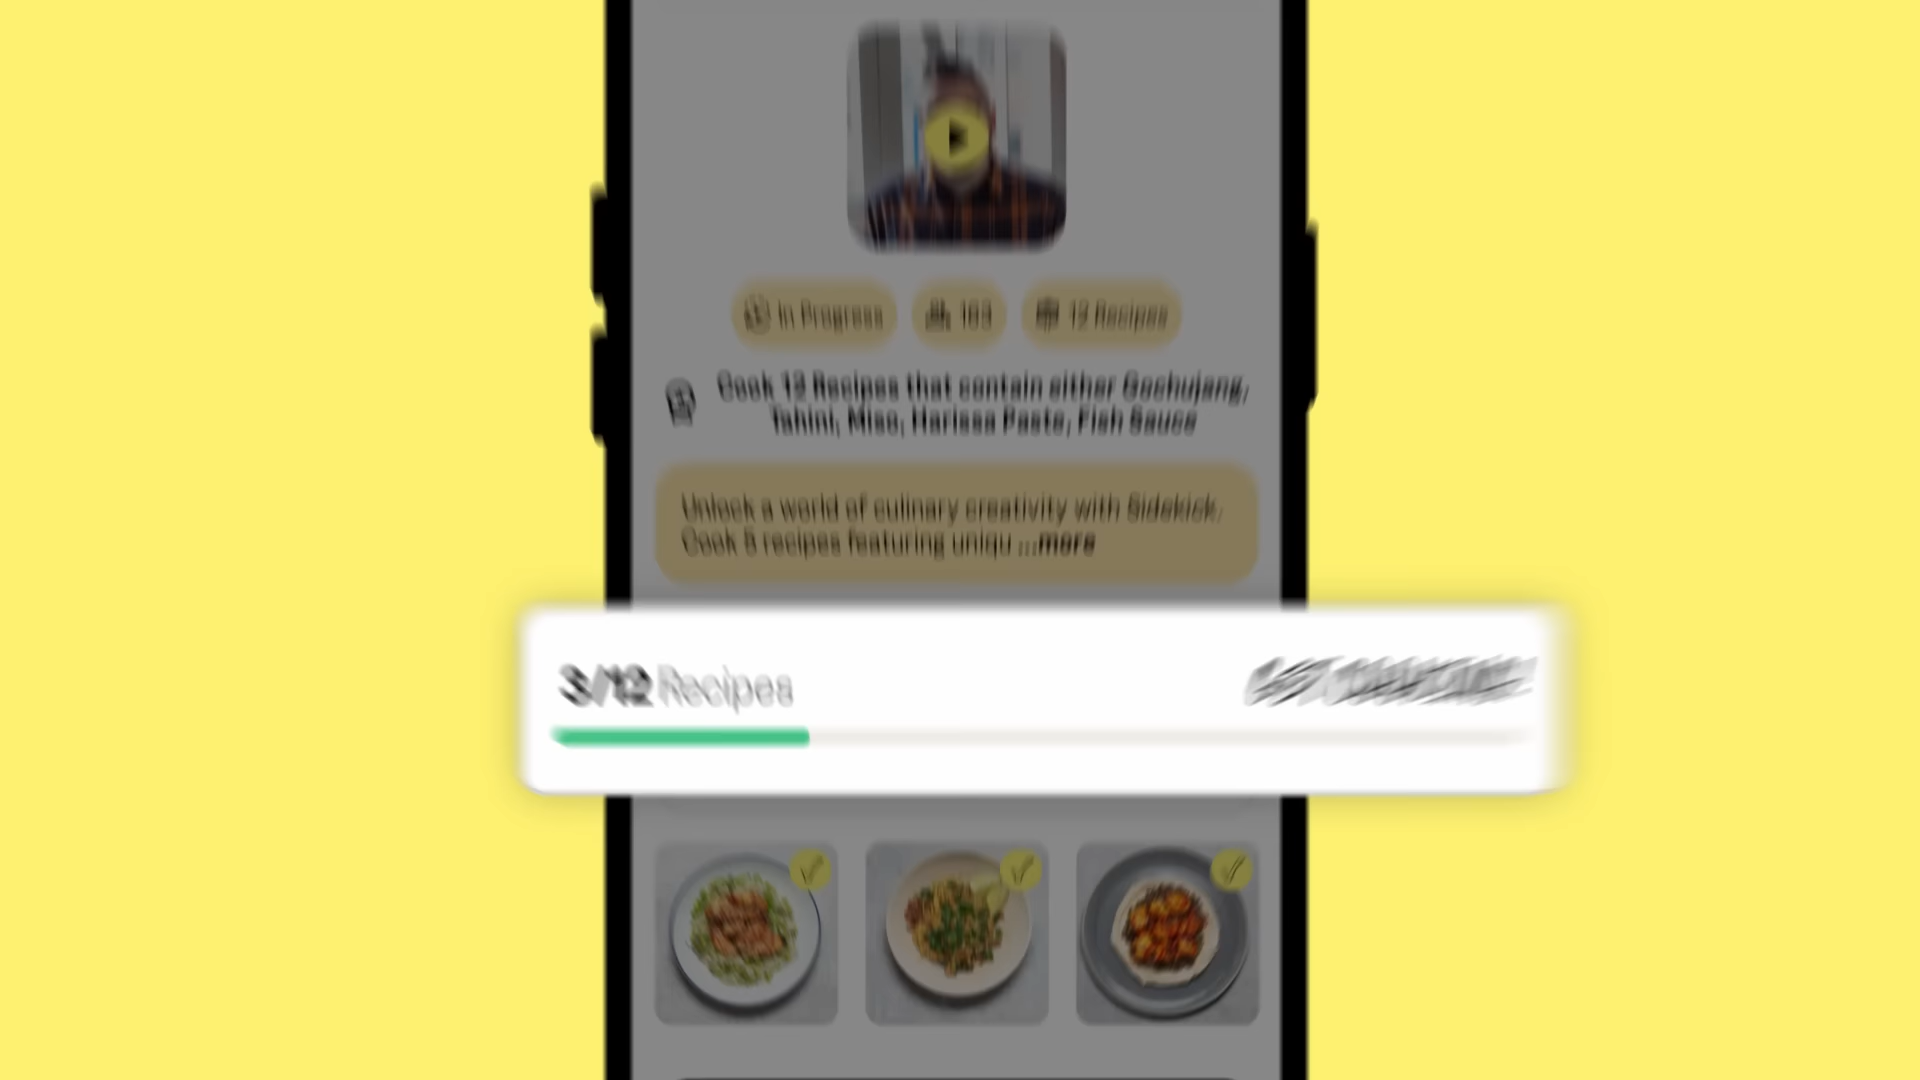 In Progress
163
12 Recipes
Cook 12 Recipes that contain either Gochujang,
Tahini, Miso, Harissa Paste, Fish Sauce
Unlock a world of culinary creativity with Sidekick.
Cook 5 recipes featuring uniqu ...more
3/12 Recipes